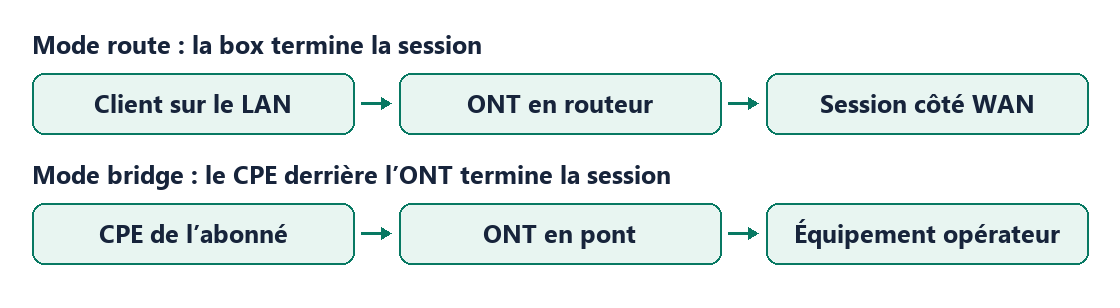 Mode route : la box termine la session
Client sur le LAN
ONT en routeur
Session côté WAN
Mode bridge : le CPE derrière l’ONT termine la session
CPE de l’abonné
ONT en pont
Équipement opérateur